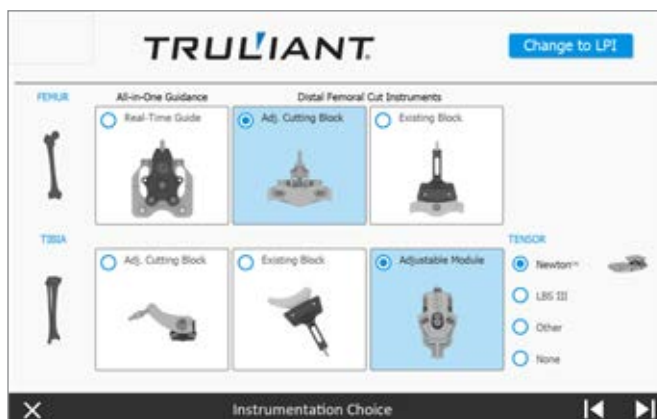 TRULIANT
Change to LPI
FEMUR
All-in-One Guidance
Distal Femoral Cut Instruments
Real-Time Guide
Adj. Cutting Block
Existing Block
TIBIA
Adj. Cutting Block
Existing Block
Adjustable Module
TENSOR
Newton™
LBS III
Other
None
Instrumentation Choice